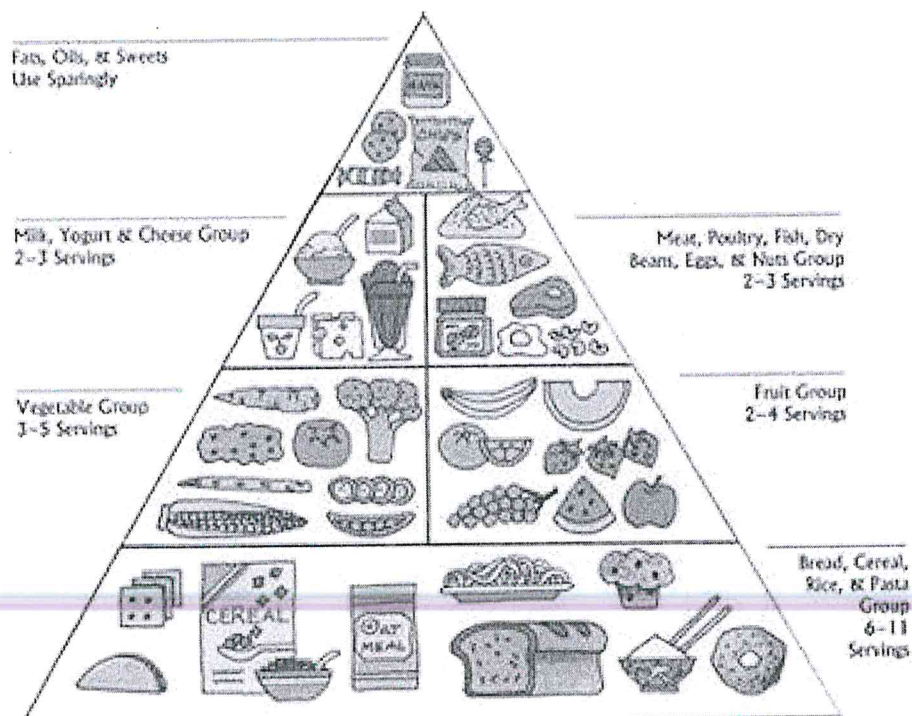 Fats, Oils, & Sweets
Use Sparingly
CHIPS
Milk, Yogurt & Cheese Group
2-3 Servings
Meat, Poultry, Fish, Dry
Beans, Eggs, & Nuts Group
2-3 Servings
Vegetable Group
3-5 Servings
Fruit Group
2-4 Servings
Bread, Cereal,
Rice, & Pasta
Group
6-11
Servings
CEREAL
OAT
MEAL